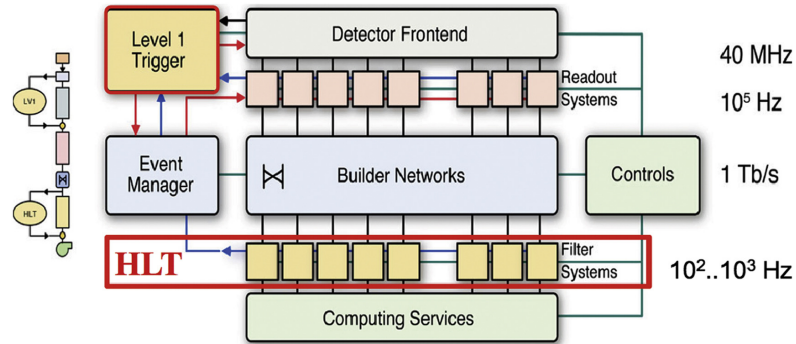 Level 1
Trigger
Detector Frontend
40 MHz
Readout
Systems
10⁵ Hz
LV1
Event
Manager
Builder Networks
Controls
1 Tb/s
HLT
HLT
Filter
Systems
10²..10³ Hz
Computing Services